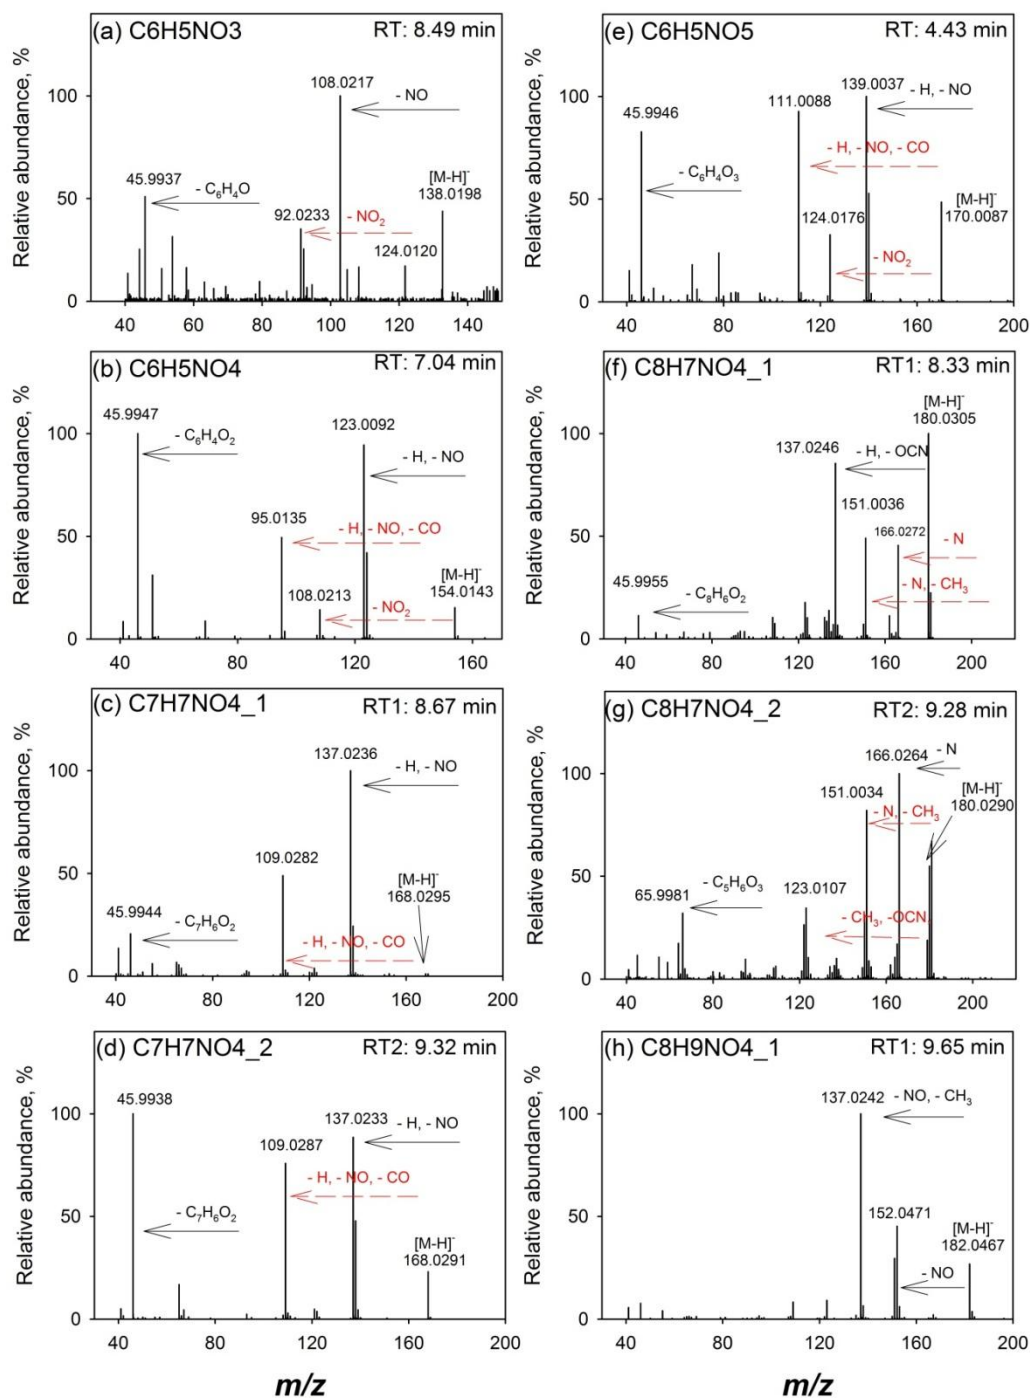 (a) C6H5NO3
RT: 8.49 min
Relative abundance, %
100
50
0
40
60
80
100
120
140
108.0217
- NO
[M-H]⁻
138.0198
45.9937
- C₆H₄O
92.0233
- NO₂
124.0120
(b) C6H5NO4
RT: 7.04 min
Relative abundance, %
100
50
0
40
80
120
160
45.9947
- C₆H₄O₂
123.0092
- H, - NO
95.0135
- H, - NO, - CO
108.0213
- NO₂
[M-H]⁻
154.0143
(c) C7H7NO4_1
RT1: 8.67 min
Relative abundance, %
100
50
0
40
80
120
160
200
137.0236
- H, - NO
109.0282
[M-H]⁻
168.0295
45.9944
- C₇H₆O₂
- H, - NO, - CO
(d) C7H7NO4_2
RT2: 9.32 min
Relative abundance, %
100
50
0
40
80
120
160
200
45.9938
137.0233
- H, - NO
109.0287
- H, - NO, - CO
- C₇H₆O₂
[M-H]⁻
168.0291
m/z
(e) C6H5NO5
RT: 4.43 min
Relative abundance, %
100
50
0
40
80
120
160
200
139.0037
- H, - NO
111.0088
45.9946
- H, - NO, - CO
- C₆H₄O₃
[M-H]⁻
170.0087
124.0176
- NO₂
(f) C8H7NO4_1
RT1: 8.33 min
Relative abundance, %
100
50
0
40
80
120
160
200
[M-H]⁻
180.0305
137.0246
- H, - OCN
151.0036
166.0272
- N
- N, - CH₃
45.9955
- C₈H₆O₂
(g) C8H7NO4_2
RT2: 9.28 min
Relative abundance, %
100
50
0
40
80
120
160
200
166.0264
- N
151.0034
- N, - CH₃
[M-H]⁻
180.0290
65.9981
- C₅H₆O₃
123.0107
- CH₃, -OCN
(h) C8H9NO4_1
RT1: 9.65 min
Relative abundance, %
100
50
0
40
80
120
160
200
137.0242
- NO, - CH₃
152.0471
[M-H]⁻
182.0467
- NO
m/z